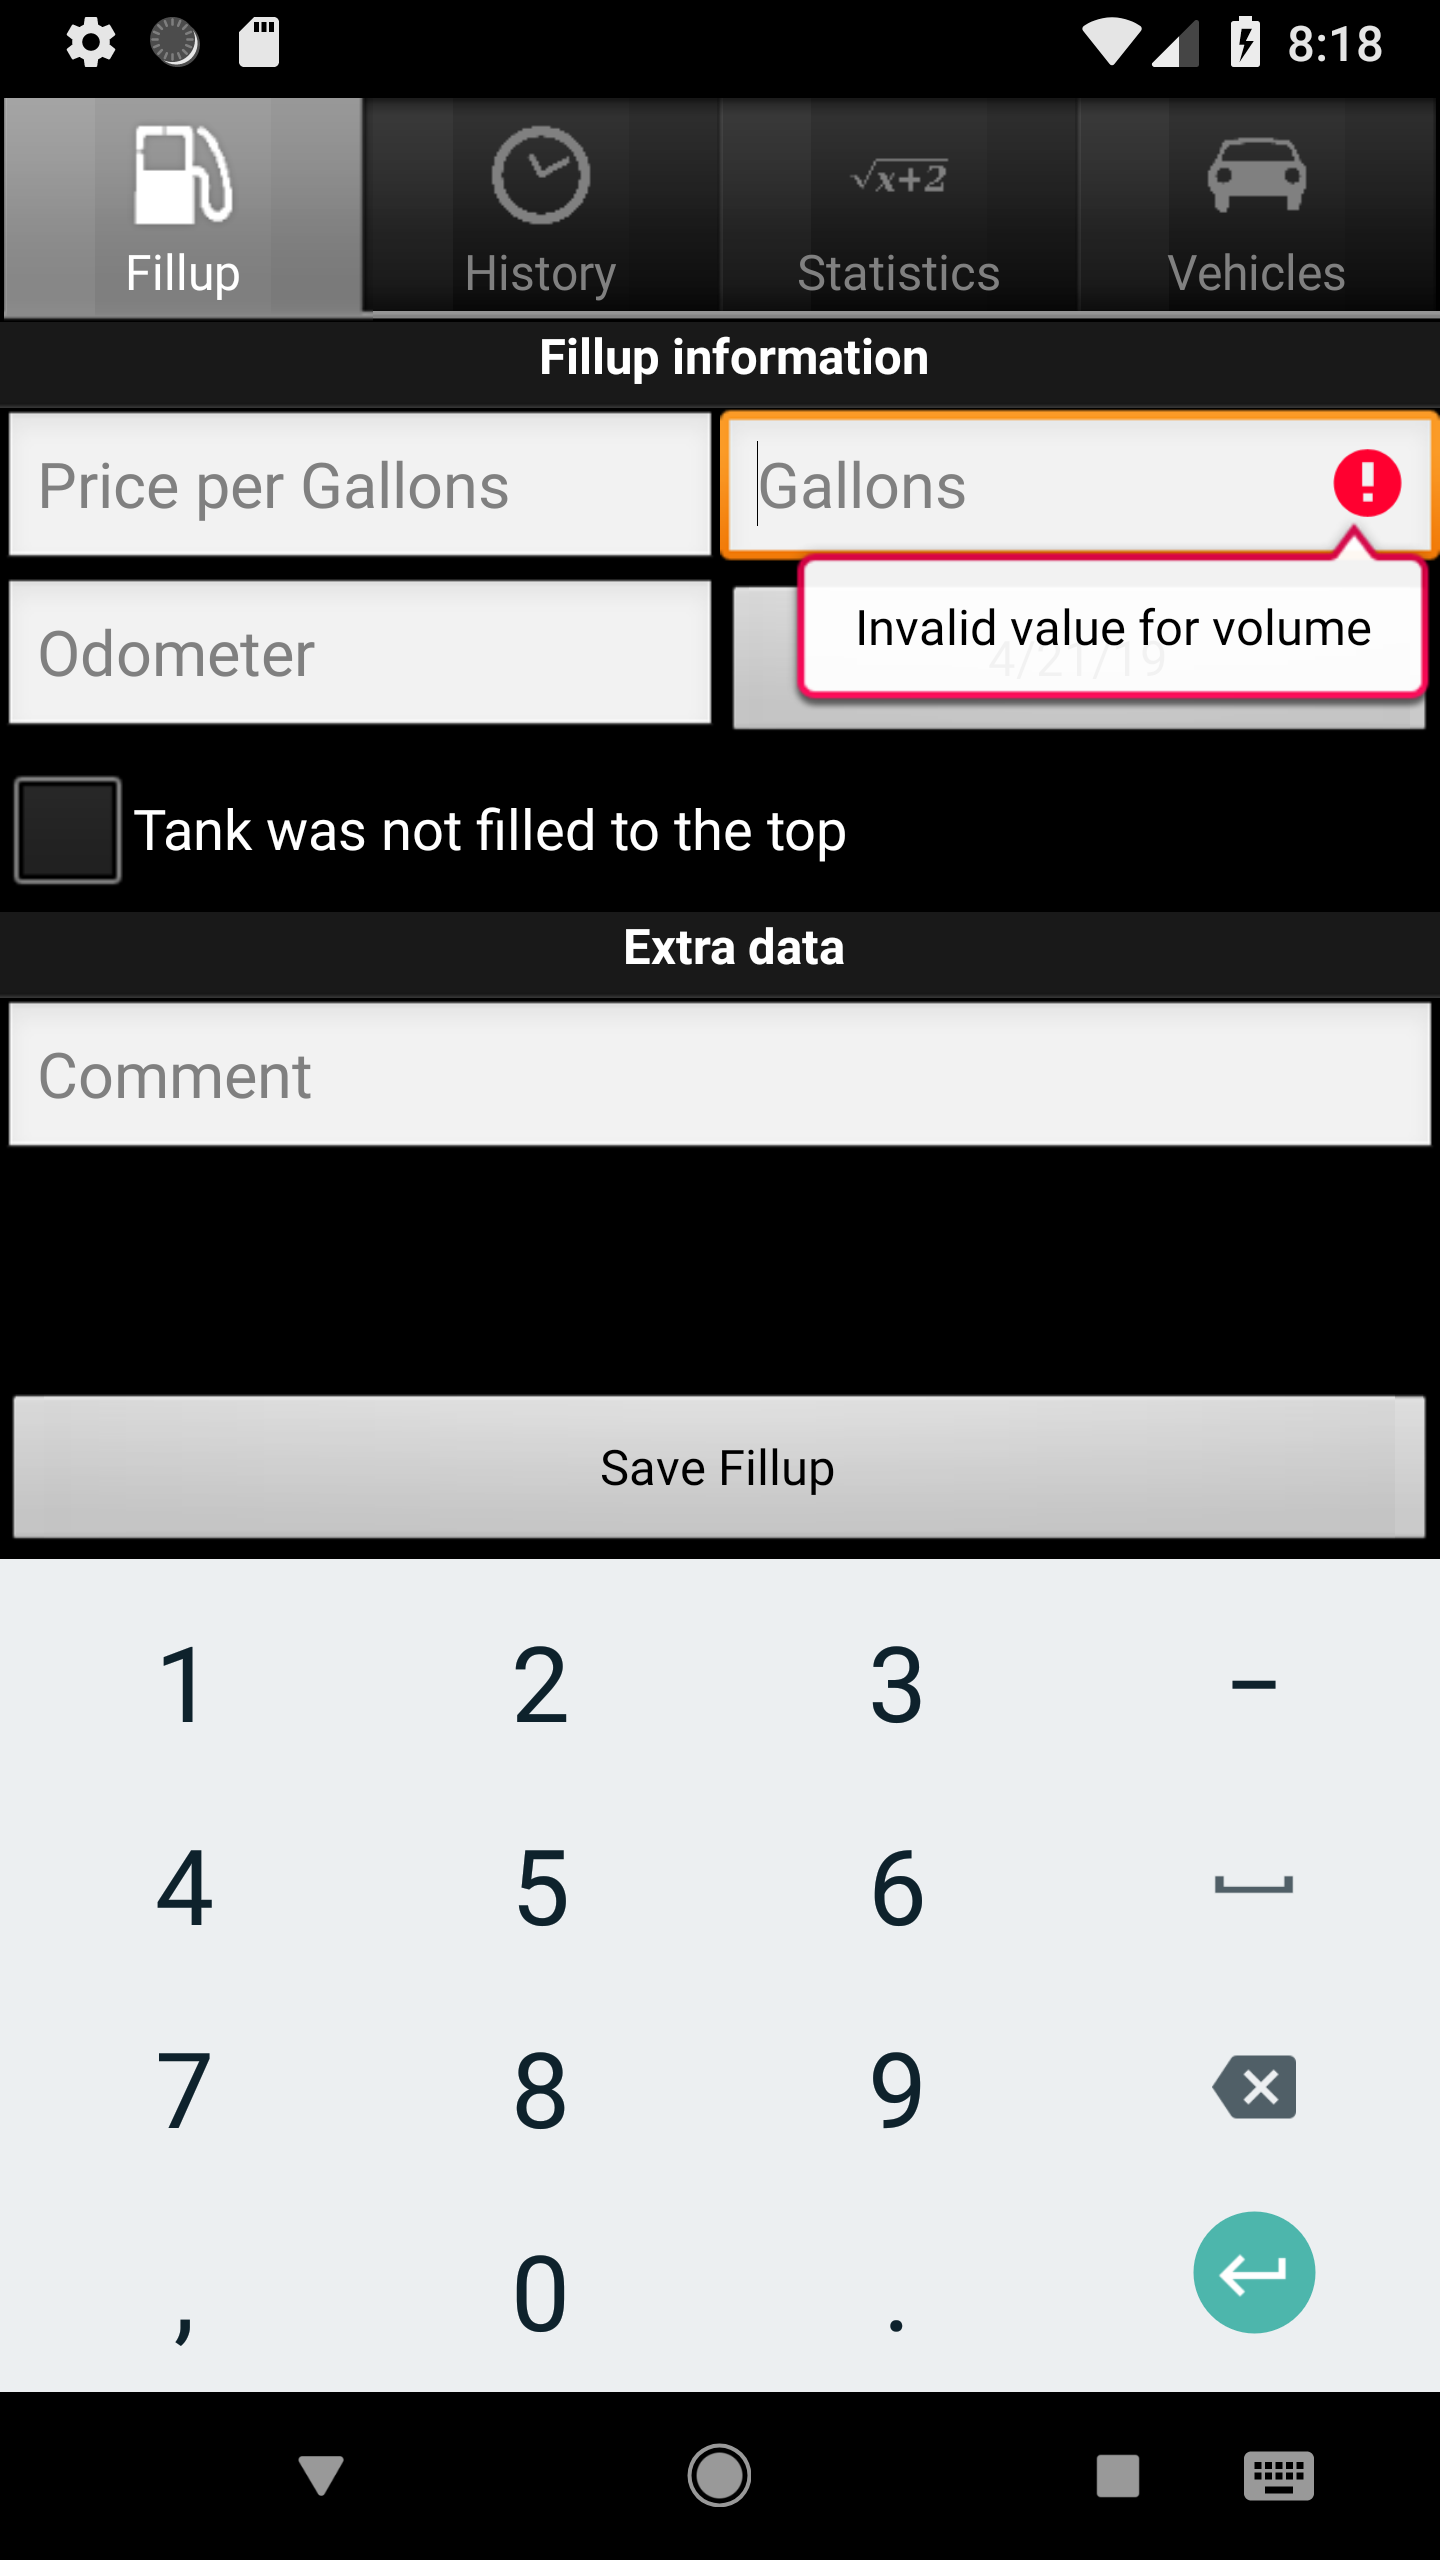 8:18
Fillup
History
√x+2
Statistics
Vehicles
Fillup information
Price per Gallons
Gallons
Invalid value for volume
Odometer
4/21/19
Tank was not filled to the top
Extra data
Comment
Save Fillup
1 2 3 –
4 5 6
7 8 9
, 0 .